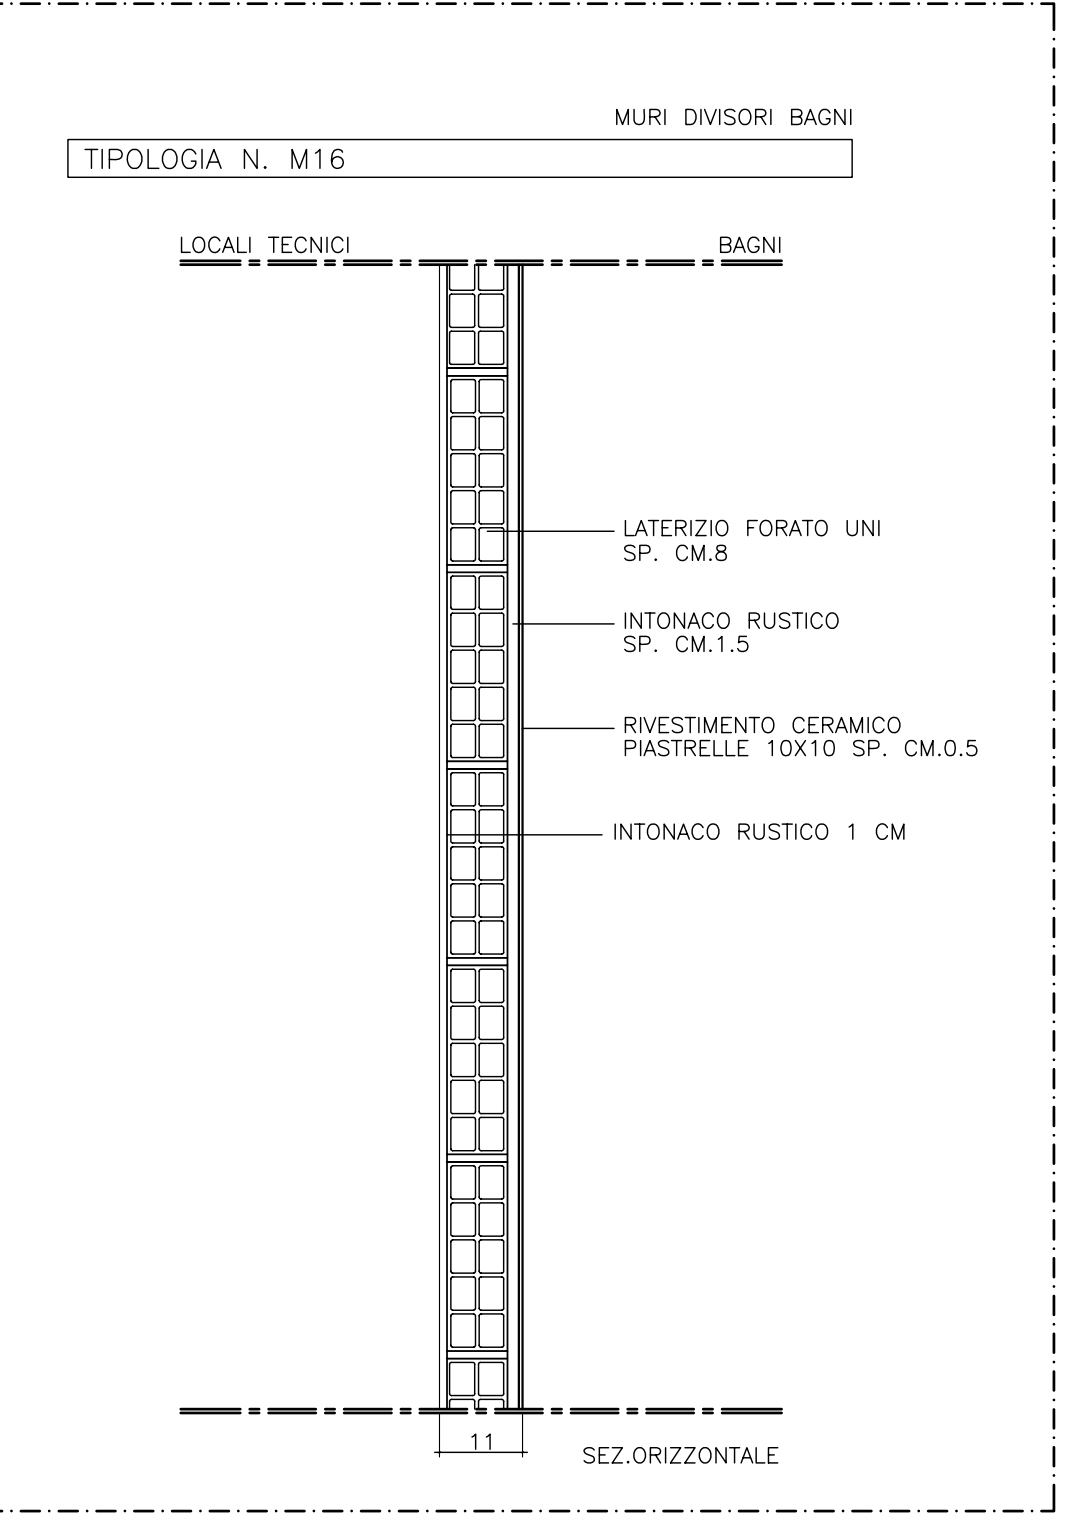 MURI DIVISORI BAGNI
TIPOLOGIA N. M16
LOCALI TECNICI
BAGNI
LATERIZIO FORATO UNI
SP. CM.8
INTONACO RUSTICO
SP. CM.1.5
RIVESTIMENTO CERAMICO
PIASTRELLE 10X10 SP. CM.0.5
INTONACO RUSTICO 1 CM
11
SEZ.ORIZZONTALE